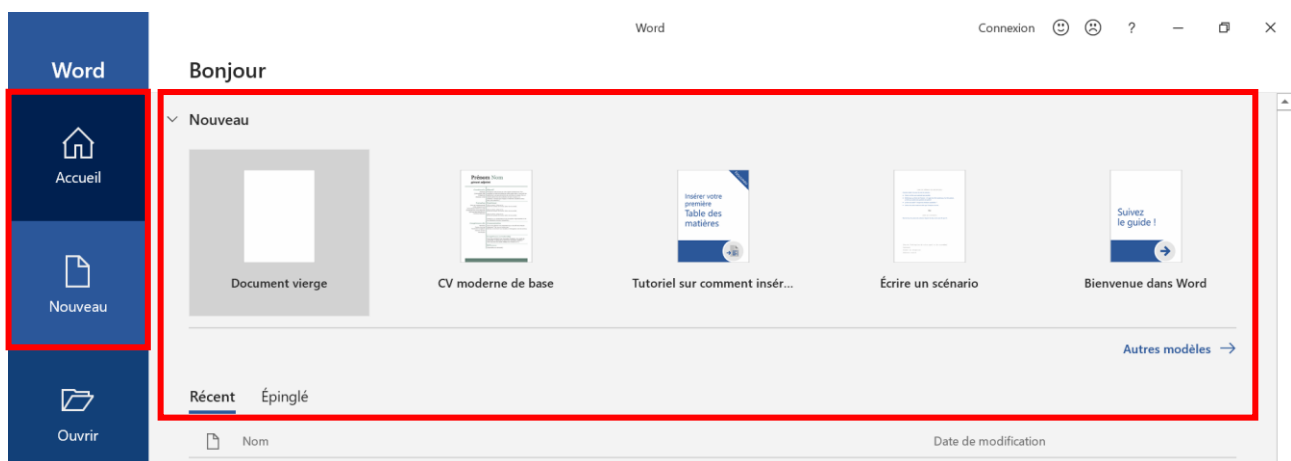 Word
Connexion
?
Word
Bonjour
Accueil
Nouveau
Ouvrir
Nouveau
Prénom Nom
Insérer votre
première
Table des
matières
Suivez
le guide !
Document vierge
CV moderne de base
Tutoriel sur comment insér...
Écrire un scénario
Bienvenue dans Word
Autres modèles
Récent Épinglé
Nom Date de modification